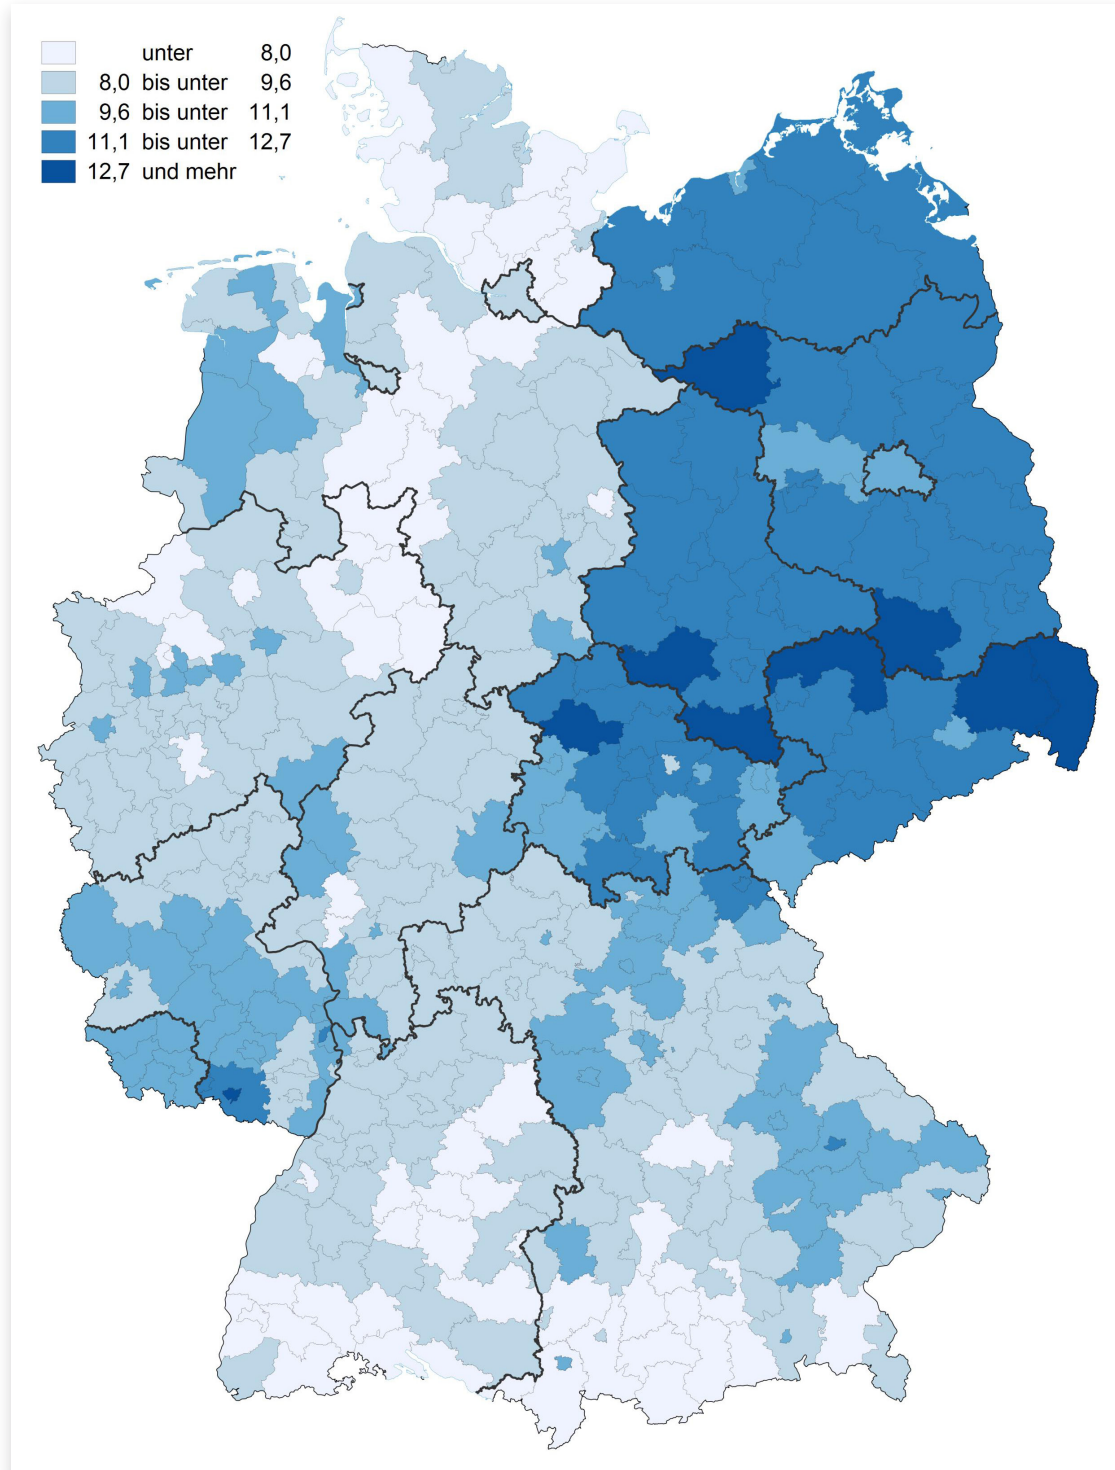 unter 8,0
8,0 bis unter 9,6
9,6 bis unter 11,1
11,1 bis unter 12,7
12,7 und mehr